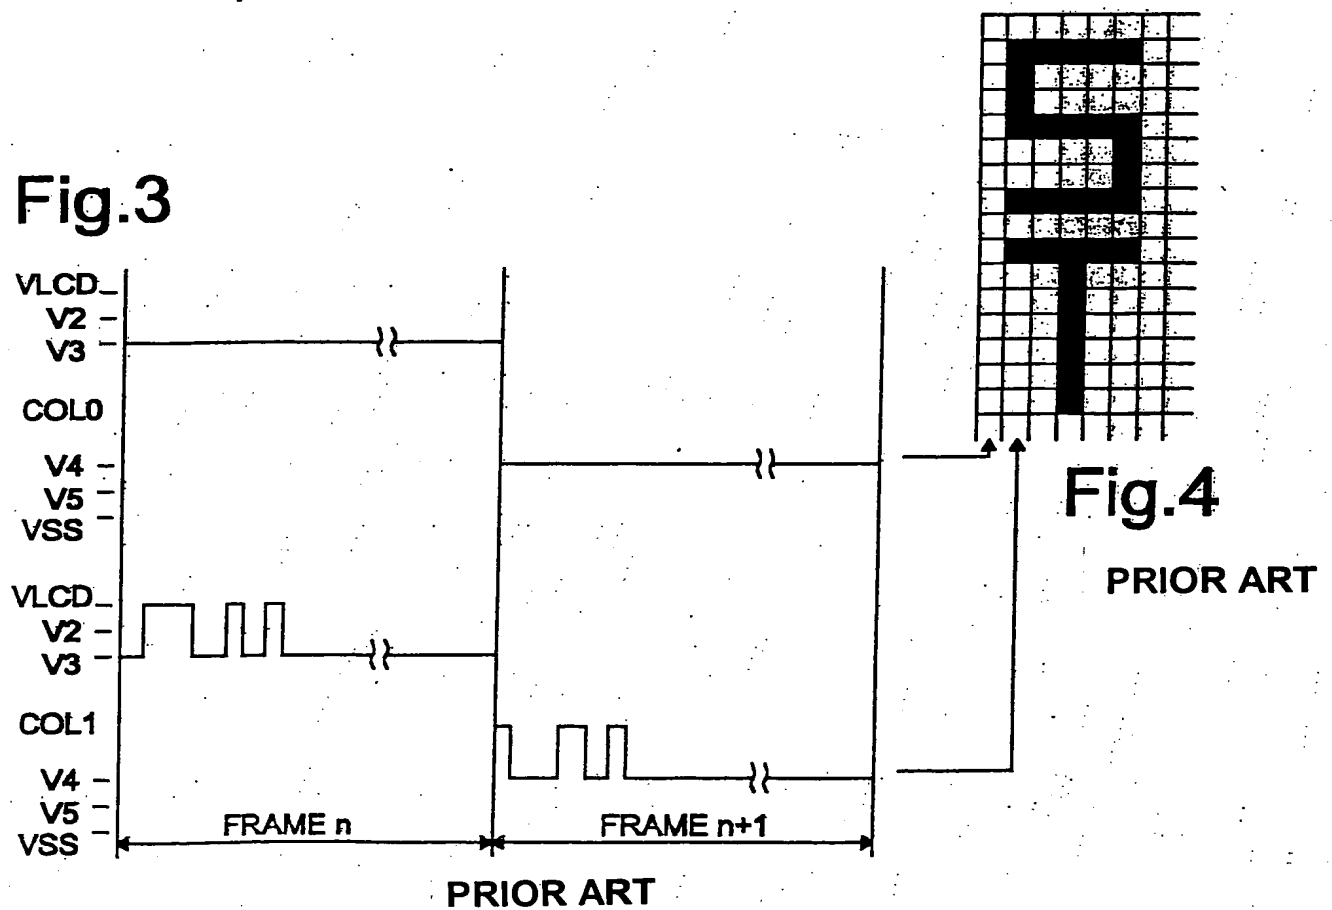 Fig.3
VLCD
V2
V3
COL0
V4
V5
VSS
VLCD
V2
V3
COL1
V4
V5
VSS
FRAME n
FRAME n+1
PRIOR ART
Fig.4
PRIOR ART